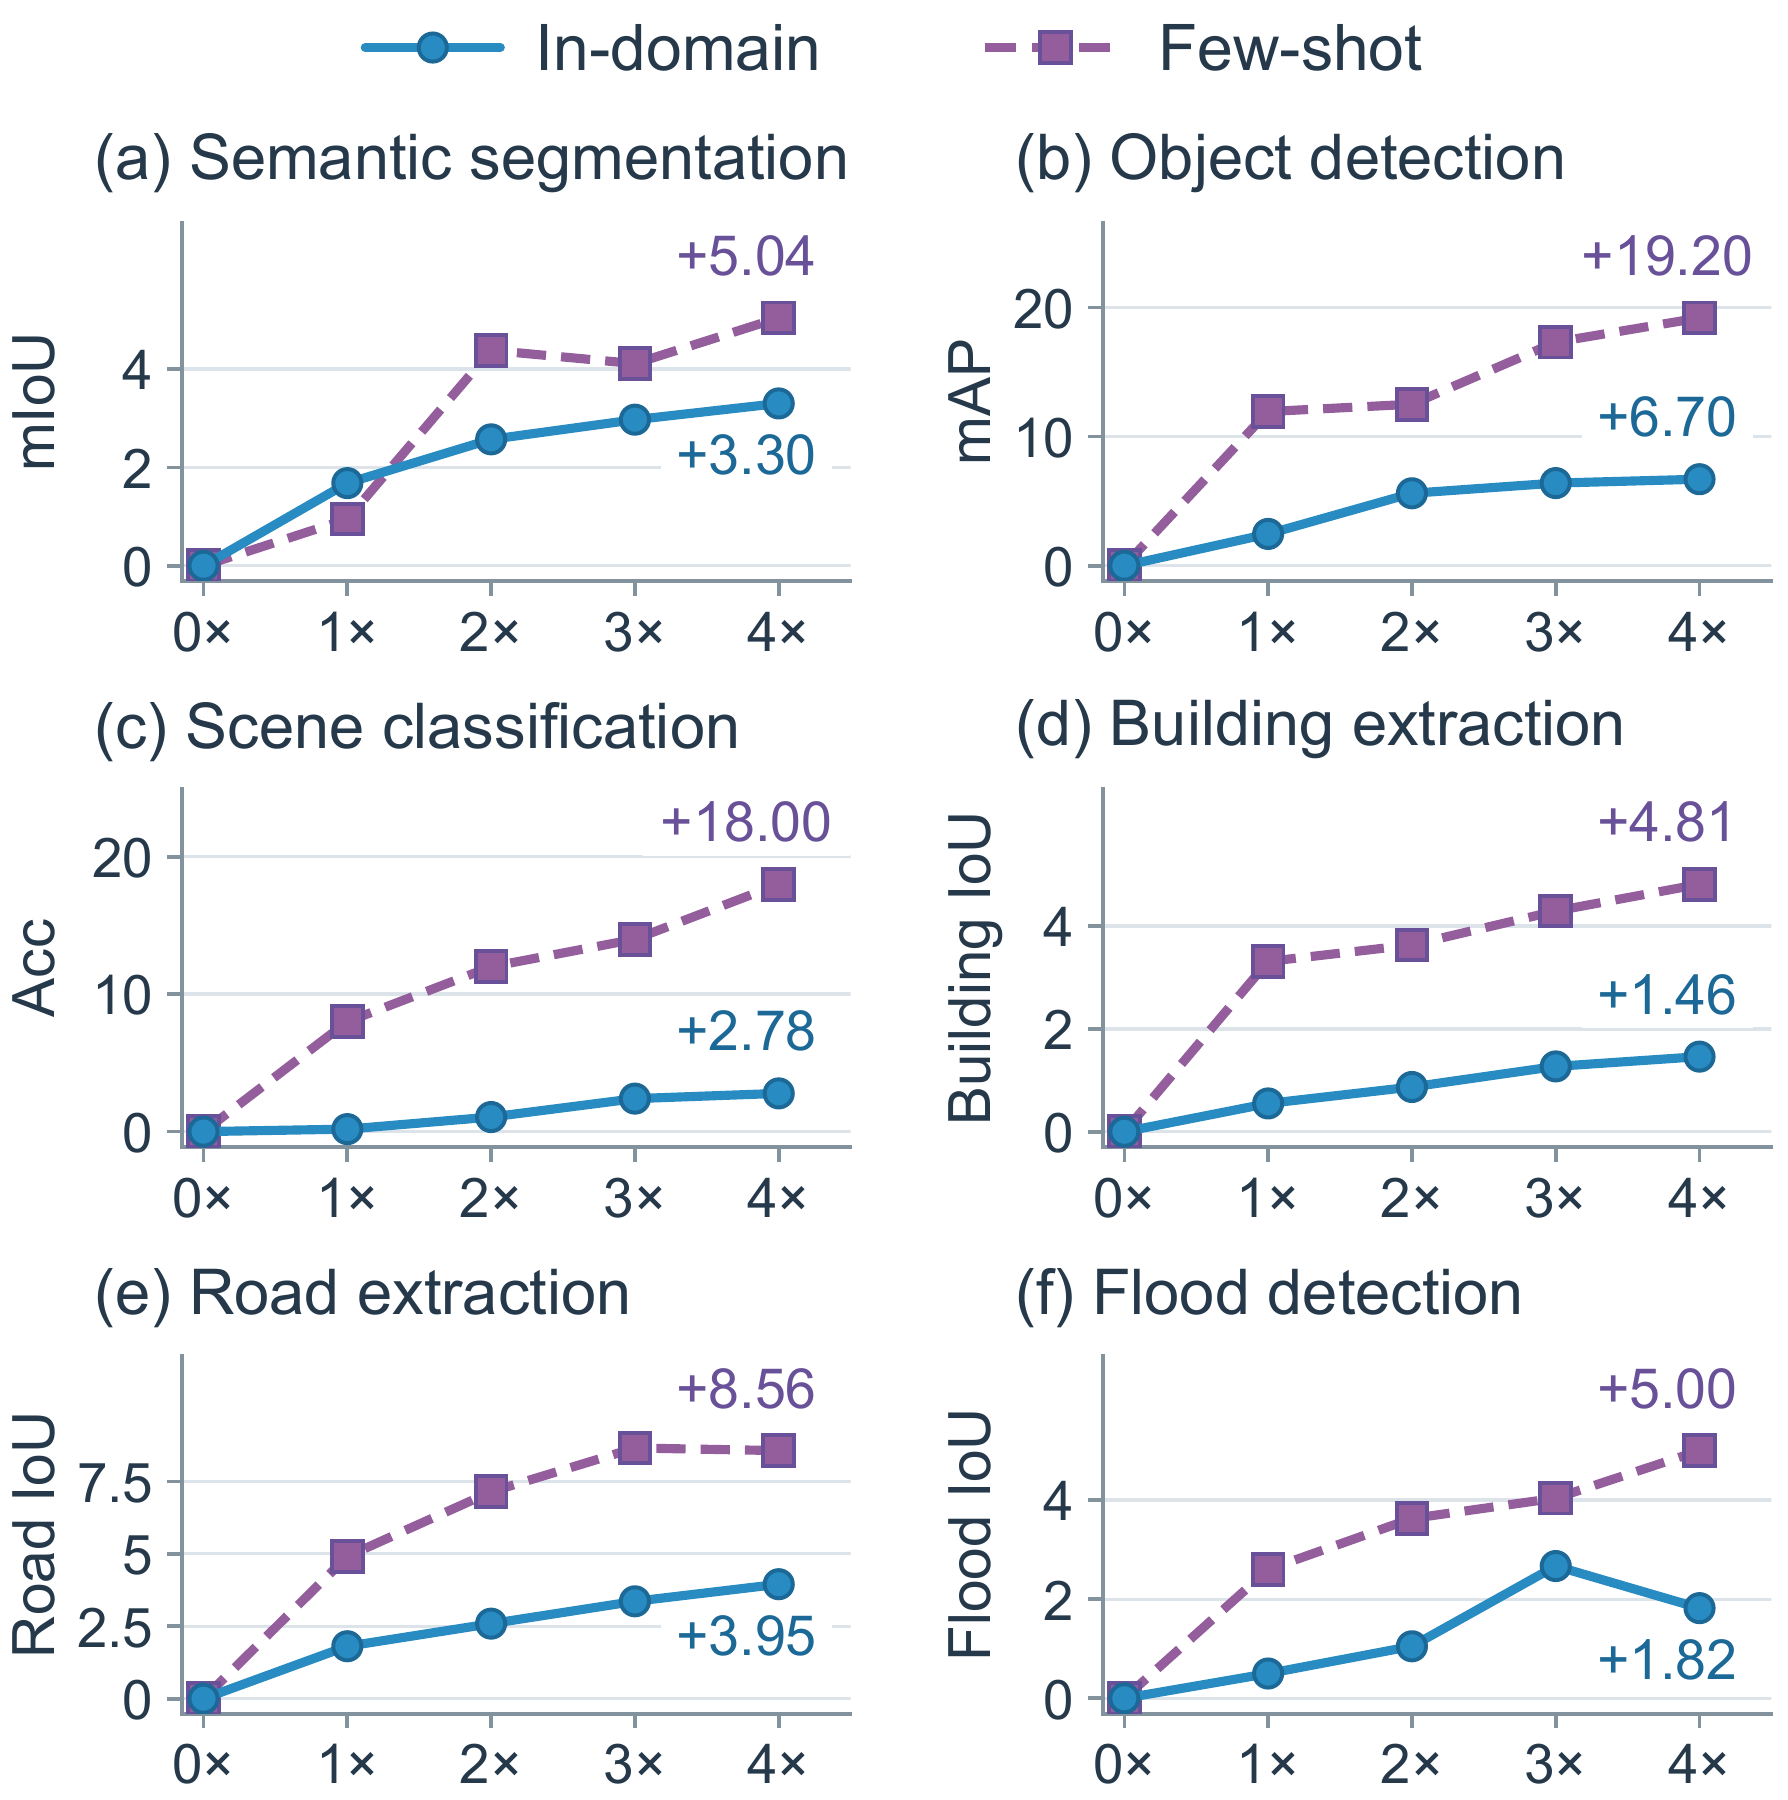 In-domain
Few-shot
(a) Semantic segmentation
mIoU
4
2
0
+5.04
+3.30
0× 1× 2× 3× 4×
(b) Object detection
mAP
20
10
0
+19.20
+6.70
0× 1× 2× 3× 4×
(c) Scene classification
Acc
20
10
0
+18.00
+2.78
0× 1× 2× 3× 4×
(d) Building extraction
Building IoU
4
2
0
+4.81
+1.46
0× 1× 2× 3× 4×
(e) Road extraction
Road IoU
7.5
5
2.5
0
+8.56
+3.95
0× 1× 2× 3× 4×
(f) Flood detection
Flood IoU
4
2
0
+5.00
+1.82
0× 1× 2× 3× 4×